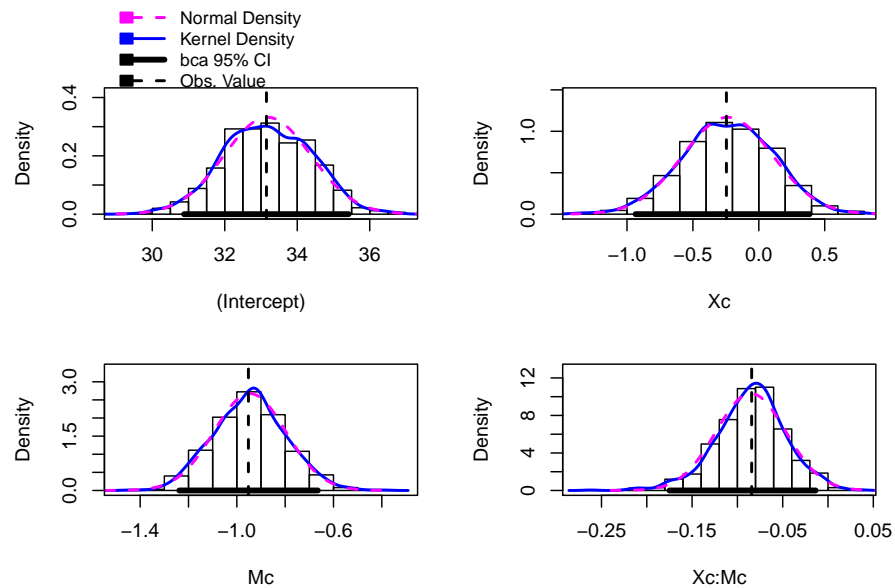 Normal Density
Kernel Density
bca 95% CI
Obs. Value
Density
0.0 0.2 0.4
30 32 34 36
(Intercept)
Density
0.0 1.0
−1.0 −0.5 0.0 0.5
Xc
Density
0.0 1.5 3.0
−1.4 −1.0 −0.6
Mc
Density
0 4 8 12
−0.25 −0.15 −0.05 0.05
Xc:Mc